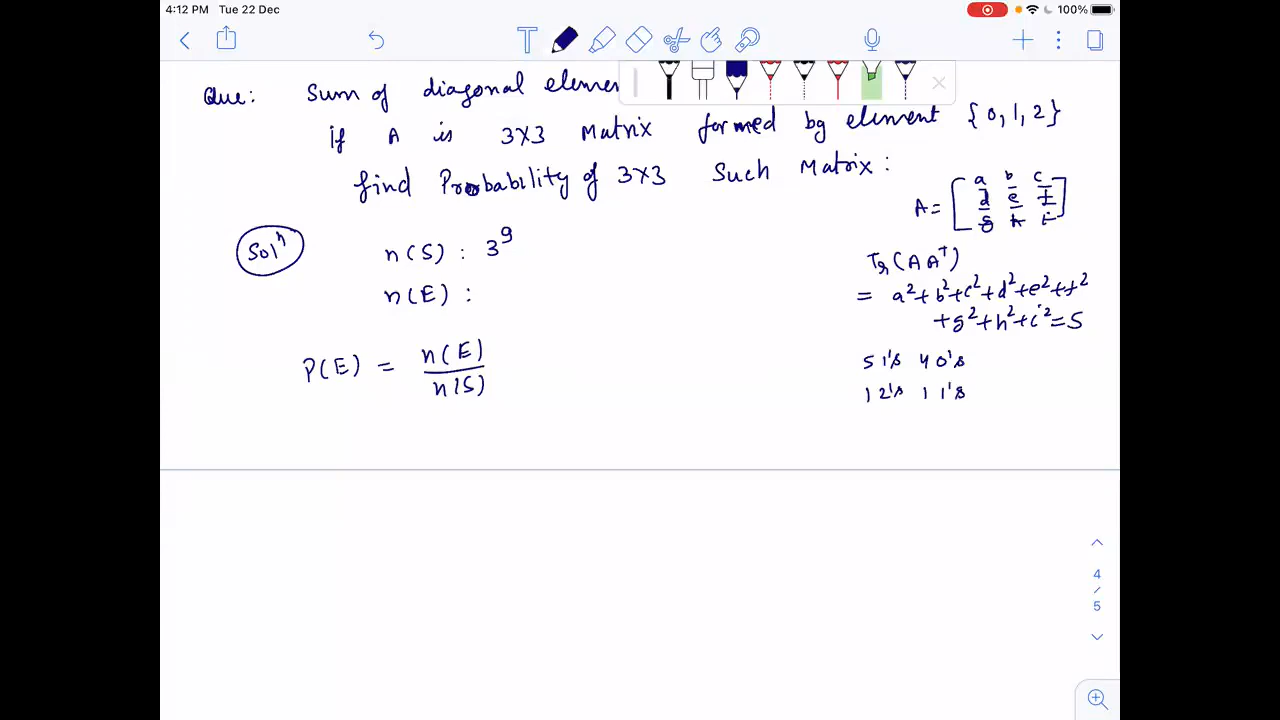 4:12 PM Tue 22 Dec
100%
T
Que: Sum of diagonal elemen
If A is 3X3 Matrix formed by element {0,1,2}
find Probability of 3X3 Such Matrix:
A = [a b c
d e f
g h i]
Solⁿ
n(S) : 3⁹
n(E) :
Tr(AAᵀ)
= a²+b²+c²+d²+e²+f²
+g²+h²+i²=5
P(E) = n(E)/n(S)
5 1's 4 0's
1 2's 1 1's
4
/
5